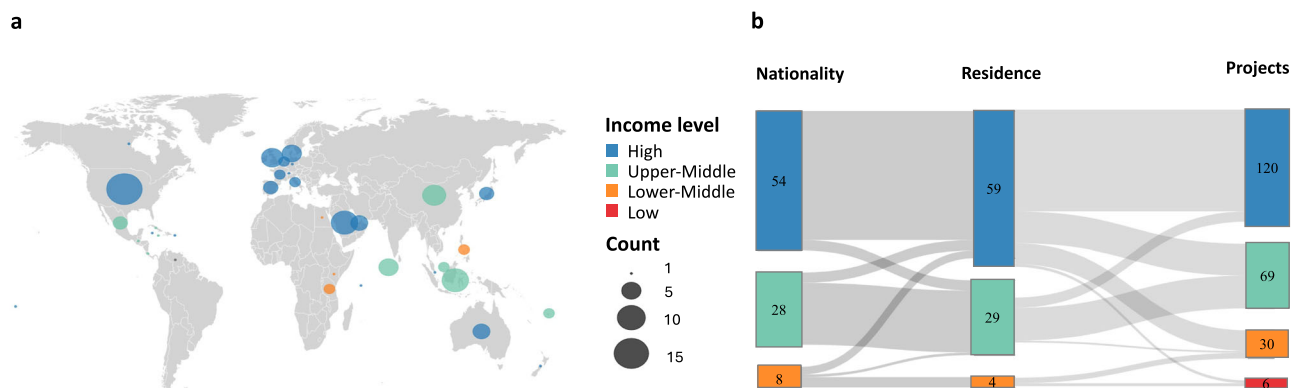 a
b
Nationality
Residence
Projects
Income level
High
Upper-Middle
Lower-Middle
Low
Count
1
5
10
15
54
28
8
59
29
4
120
69
30
6